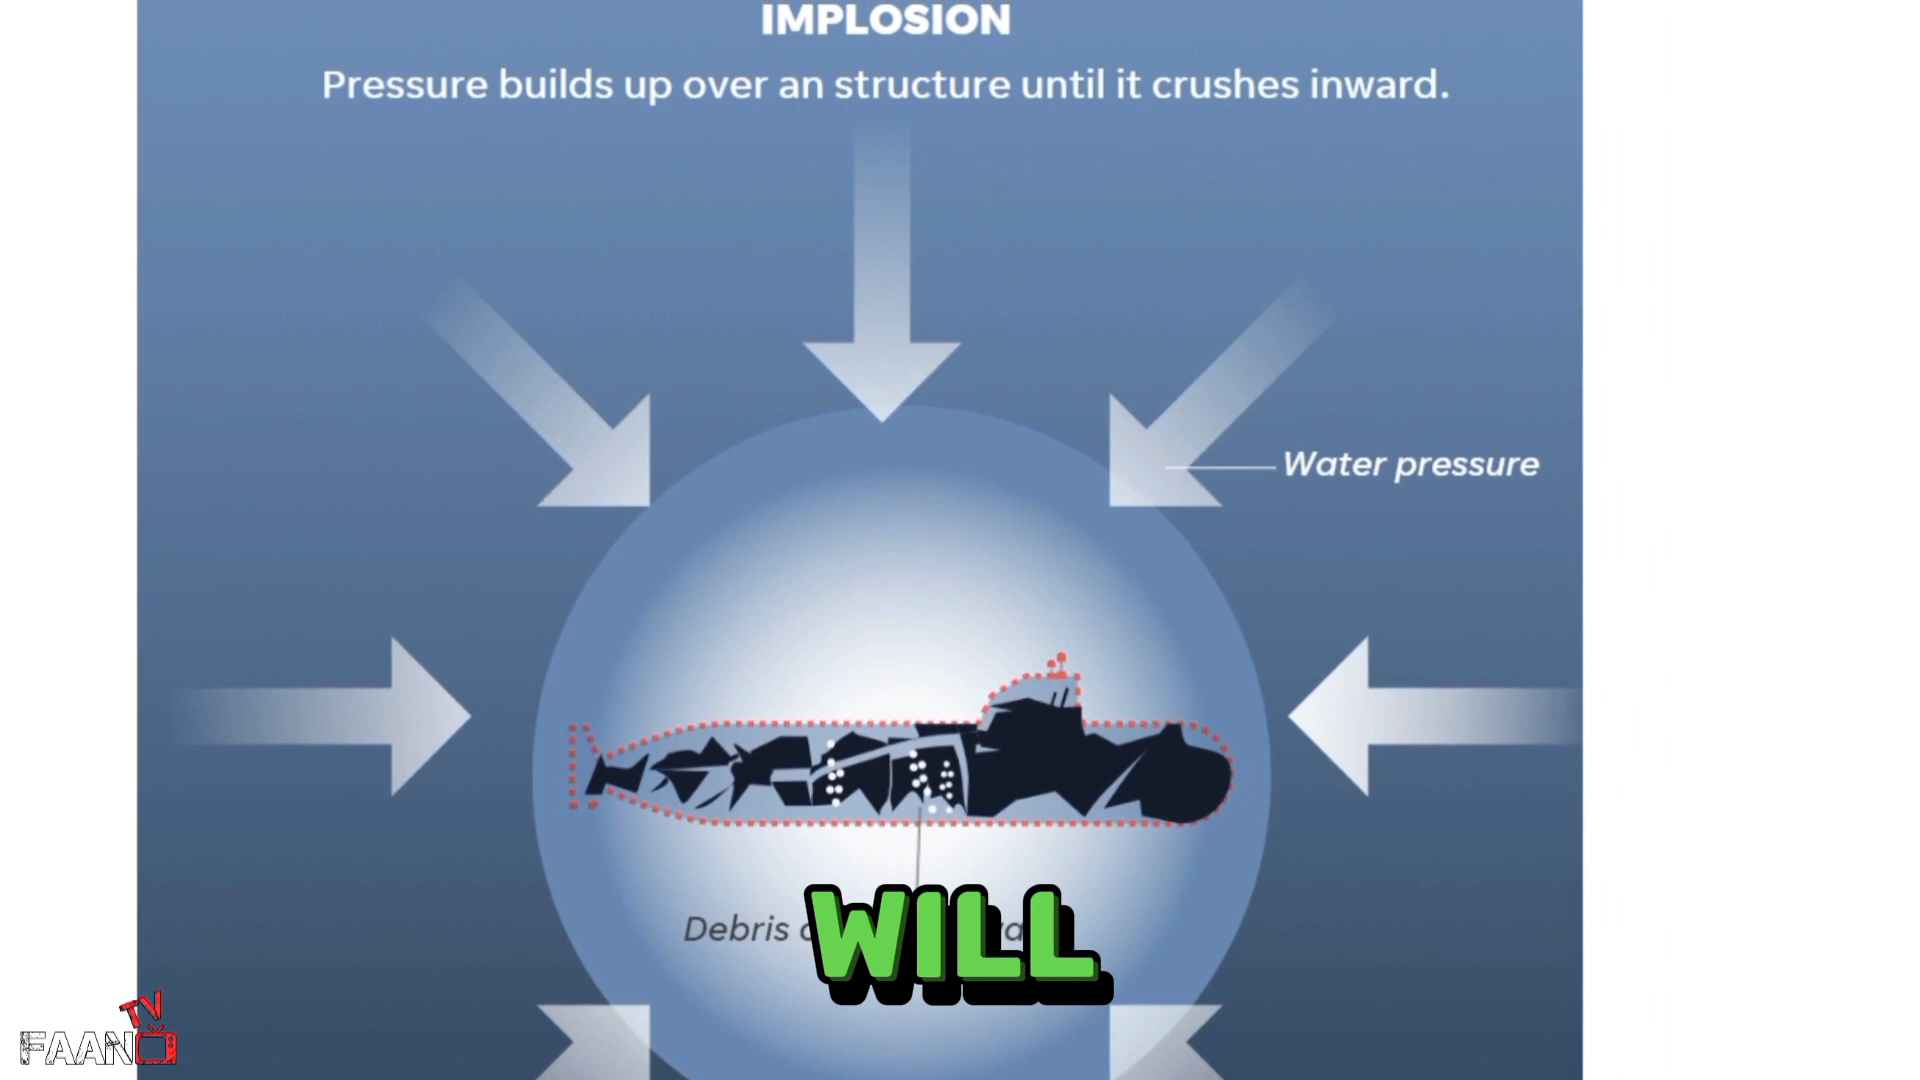 IMPLOSION
Pressure builds up over an structure until it crushes inward.
Water pressure
Debris
WILL
TV
FAAN